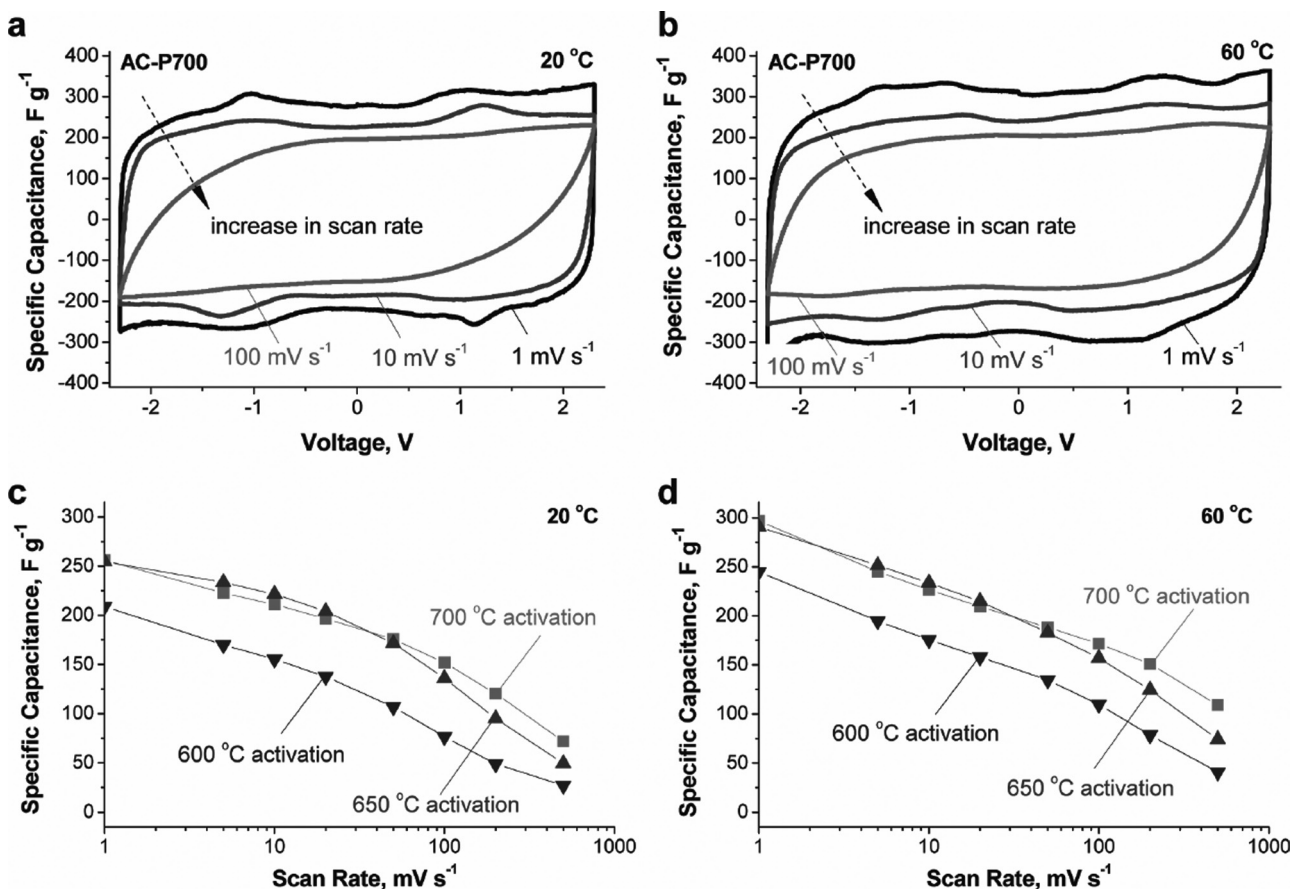 a
AC-P700
20 °C
400
300
200
100
0
-100
-200
-300
-400
Specific Capacitance, F g⁻¹
increase in scan rate
100 mV s⁻¹
10 mV s⁻¹
1 mV s⁻¹
-2
-1
0
1
2
Voltage, V
b
AC-P700
60 °C
400
300
200
100
0
-100
-200
-300
-400
Specific Capacitance, F g⁻¹
increase in scan rate
100 mV s⁻¹
10 mV s⁻¹
1 mV s⁻¹
-2
-1
0
1
2
Voltage, V
c
20 °C
300
250
200
150
100
50
0
Specific Capacitance, F g⁻¹
700 °C activation
600 °C activation
650 °C activation
1
10
100
1000
Scan Rate, mV s⁻¹
d
60 °C
300
250
200
150
100
50
0
Specific Capacitance, F g⁻¹
700 °C activation
600 °C activation
650 °C activation
1
10
100
1000
Scan Rate, mV s⁻¹